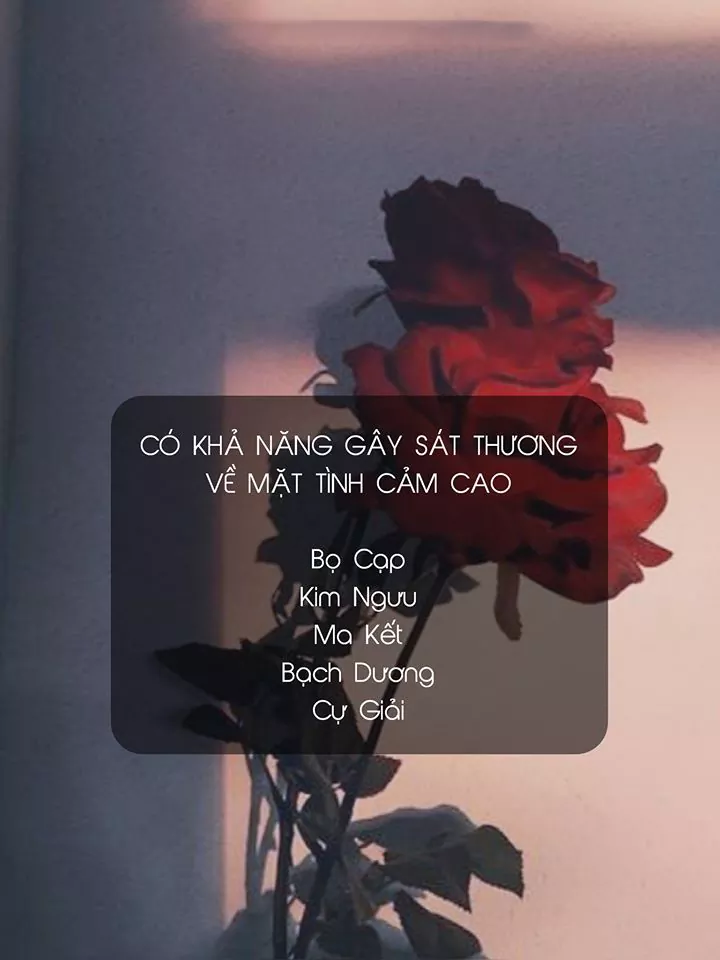 CÓ KHẢ NĂNG GÂY SÁT THƯƠNG
VỀ MẶT TÌNH CẢM CAO
Bọ Cạp
Kim Ngưu
Ma Kết
Bạch Dương
Cự Giải